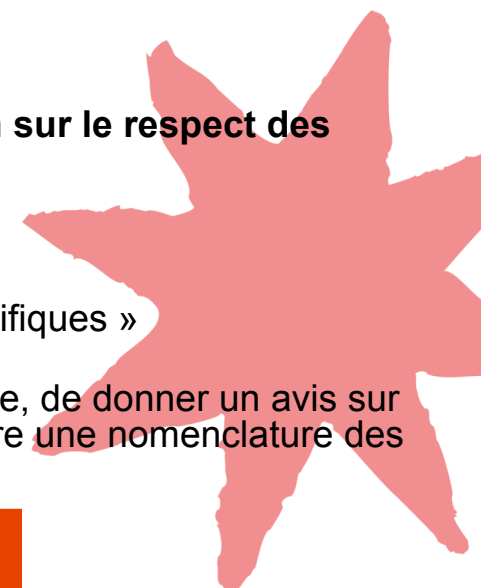 sur le respect des
ifiques »
e, de donner un avis sur
re une nomenclature des